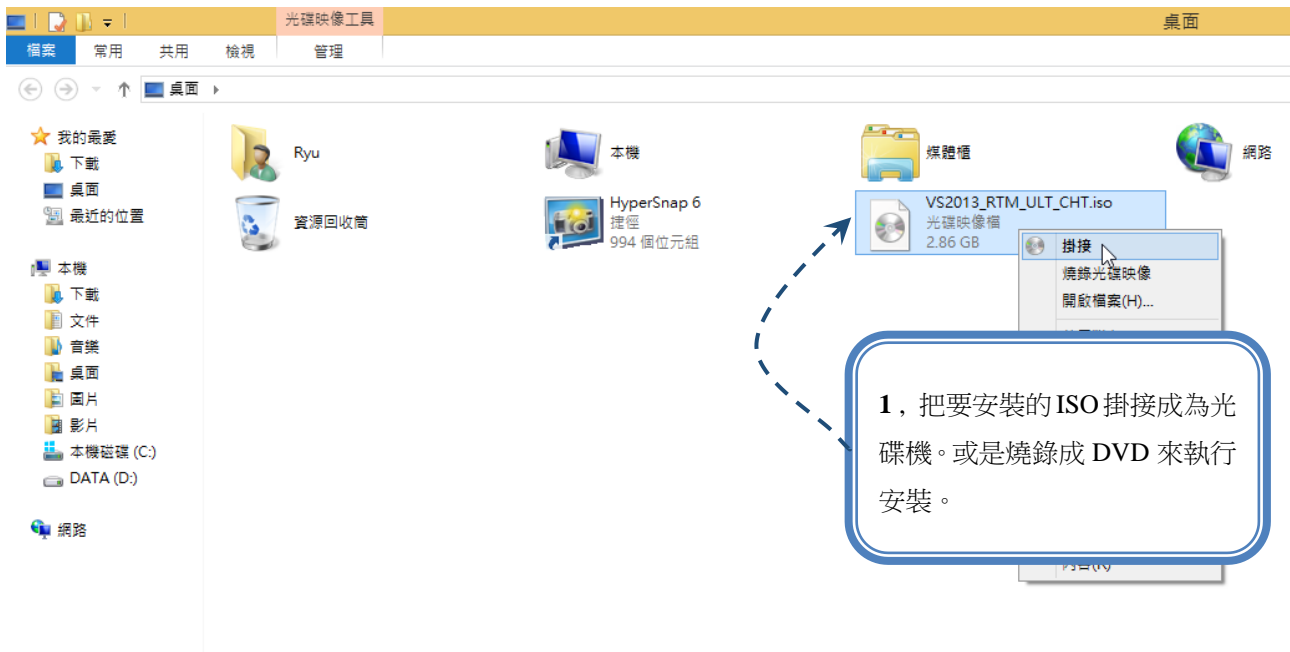 光碟映像工具
桌面
檔案 常用 共用 檢視 管理
桌面
我的最愛
下載
桌面
最近的位置
本機
下載
文件
音樂
桌面
圖片
影片
本機磁碟 (C:)
DATA (D:)
網路
Ryu
本機
媒體櫃
網路
資源回收筒
HyperSnap 6
捷徑
994 個位元組
VS2013_RTM_ULT_CHT.iso
光碟映像檔
2.86 GB
掛接
燒錄光碟映像
開啟檔案(H)...
1，把要安裝的 ISO 掛接成為光
碟機。或是燒錄成 DVD 來執行
安裝。
內容(R)